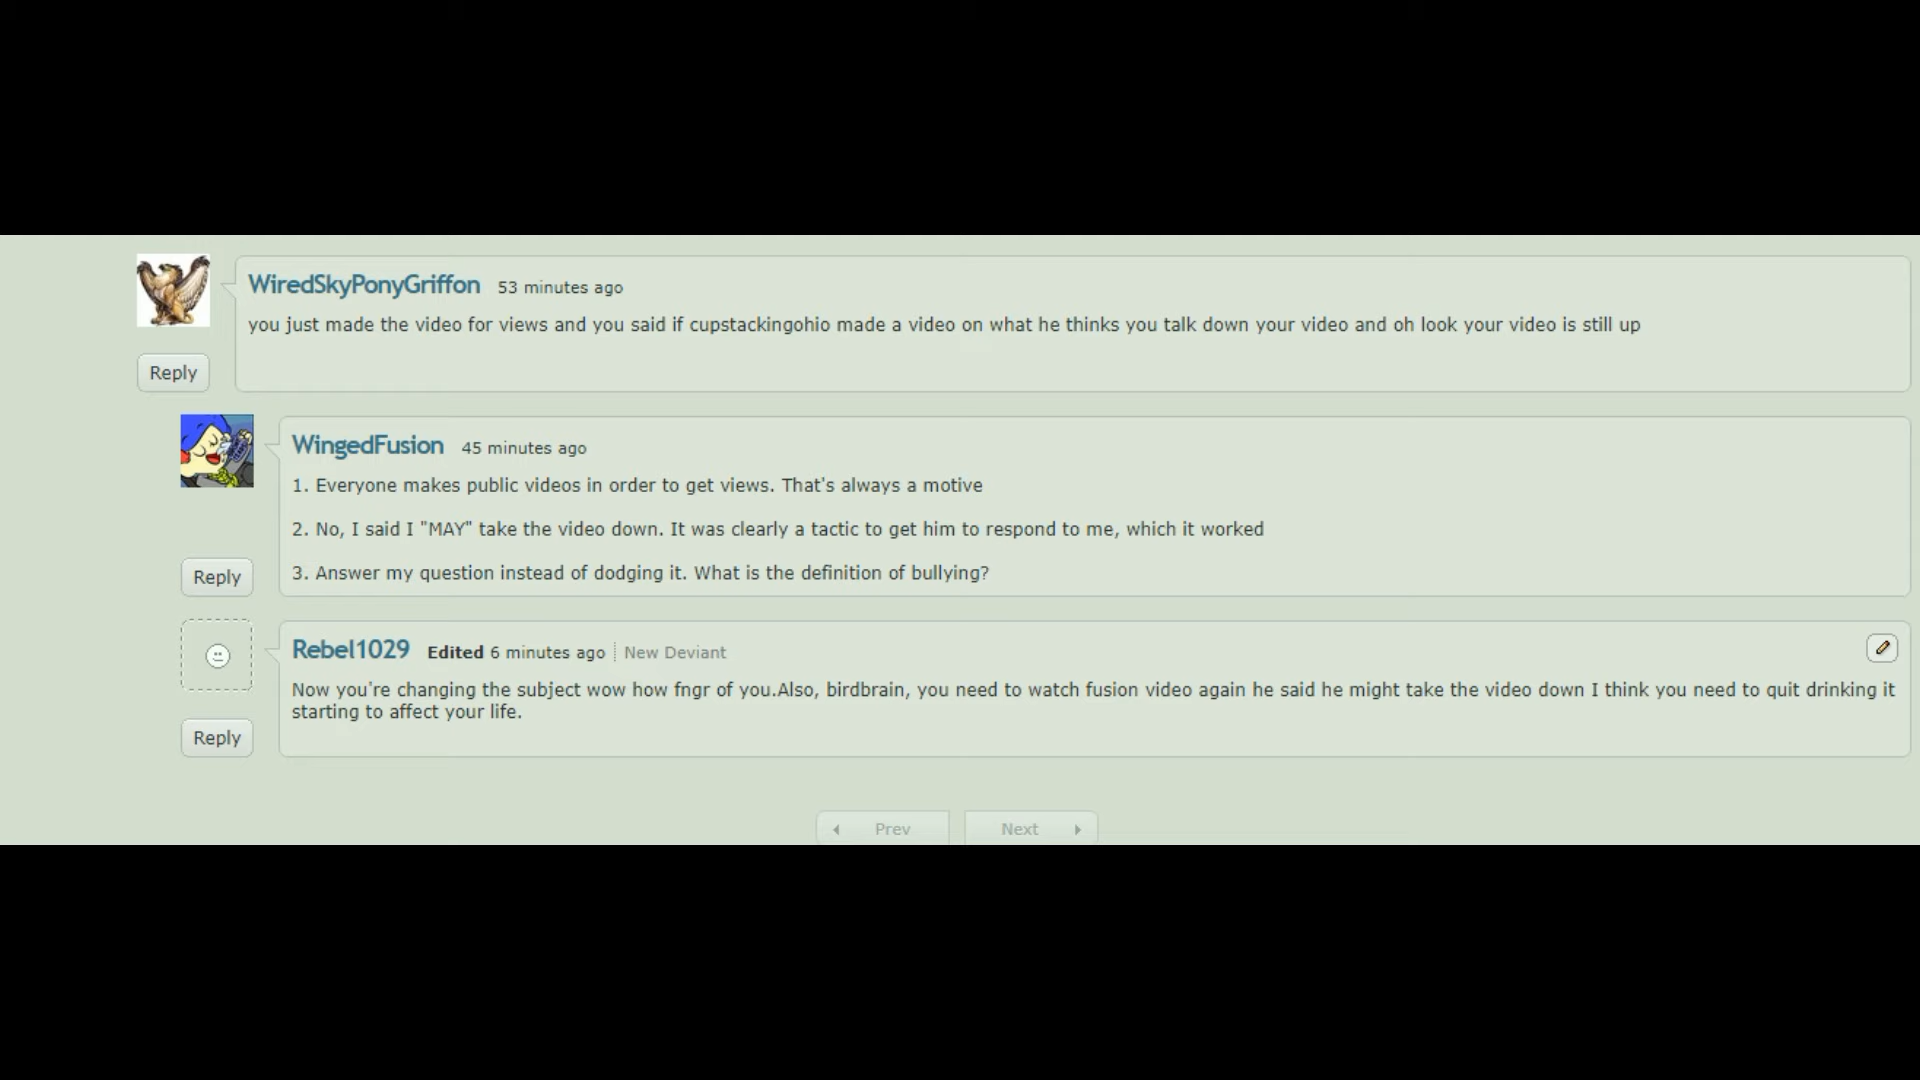 WiredSkyPonyGriffon 53 minutes ago
you just made the video for views and you said if cupstackingohio made a video on what he thinks you talk down your video and oh look your video is still up
Reply
WingedFusion 45 minutes ago
1. Everyone makes public videos in order to get views. That's always a motive
2. No, I said I "MAY" take the video down. It was clearly a tactic to get him to respond to me, which it worked
3. Answer my question instead of dodging it. What is the definition of bullying?
Reply
Rebel1029 Edited 6 minutes ago New Deviant
Now you're changing the subject wow how fngr of you.Also, birdbrain, you need to watch fusion video again he said he might take the video down I think you need to quit drinking it
starting to affect your life.
Reply
Prev Next